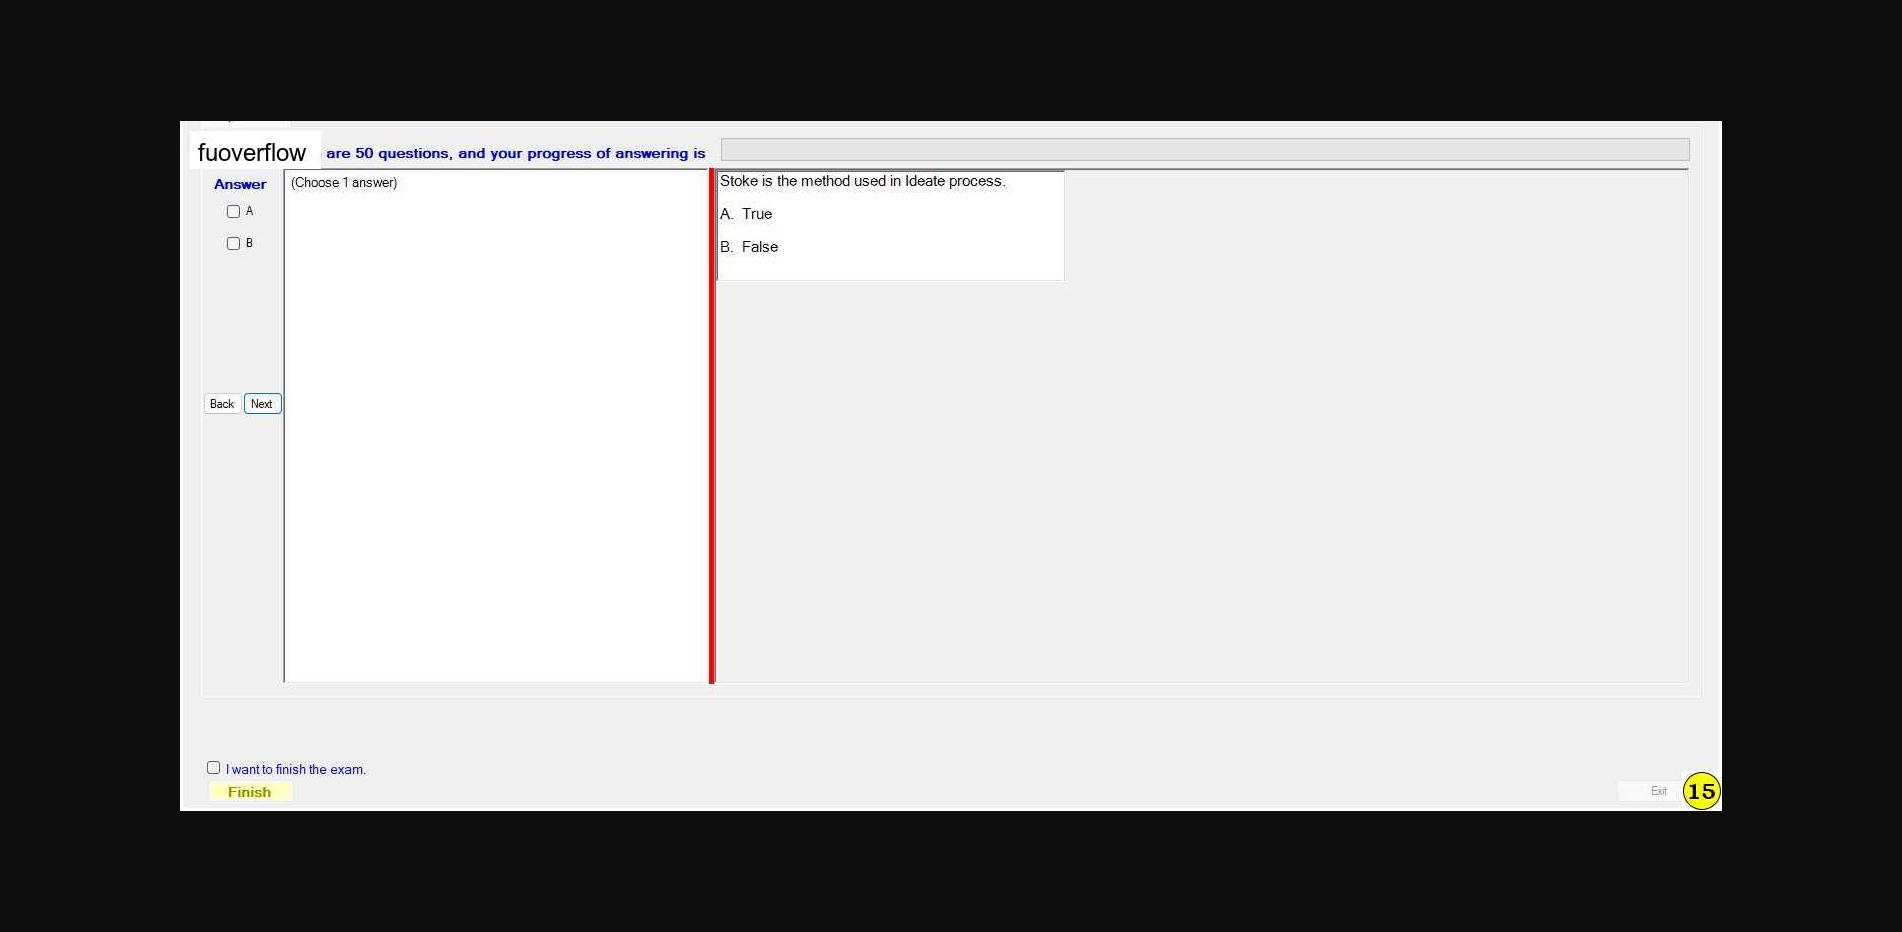 fuoverflow are 50 questions, and your progress of answering is
Answer
A
B
Back Next
(Choose 1 answer)
Stoke is the method used in Ideate process.
A. True
B. False
I want to finish the exam.
Finish
Exit
15